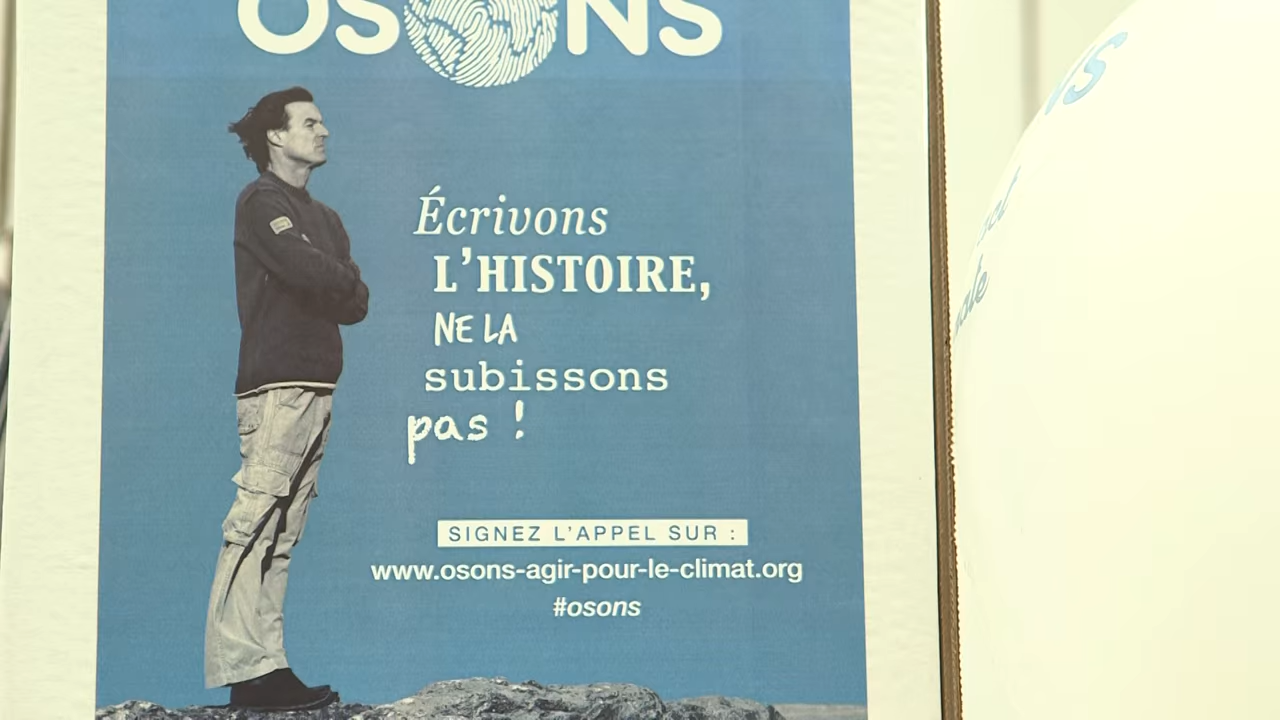 OSONS
Écrivons
L'HISTOIRE,
NE LA
subissons
pas !
SIGNEZ L'APPEL SUR :
www.osons-agir-pour-le-climat.org
#osons